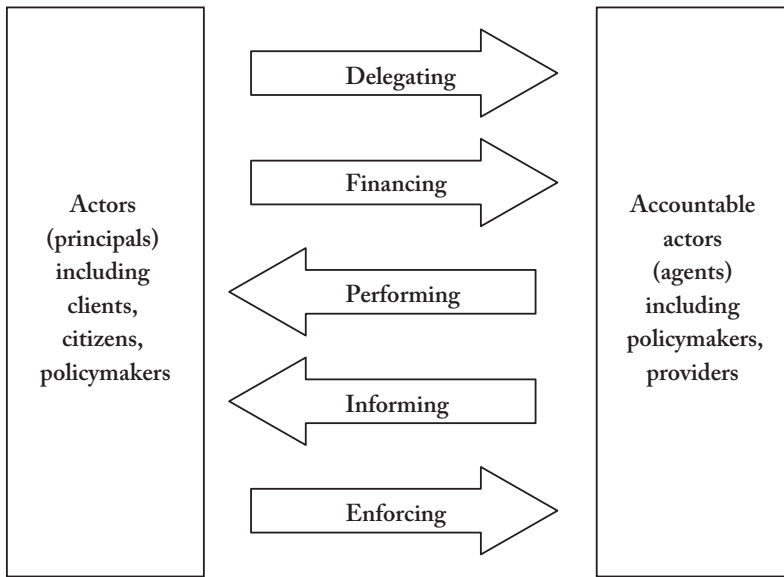 Actors
(principals)
including
clients,
citizens,
policymakers
Delegating
Financing
Performing
Informing
Enforcing
Accountable
actors
(agents)
including
policymakers,
providers